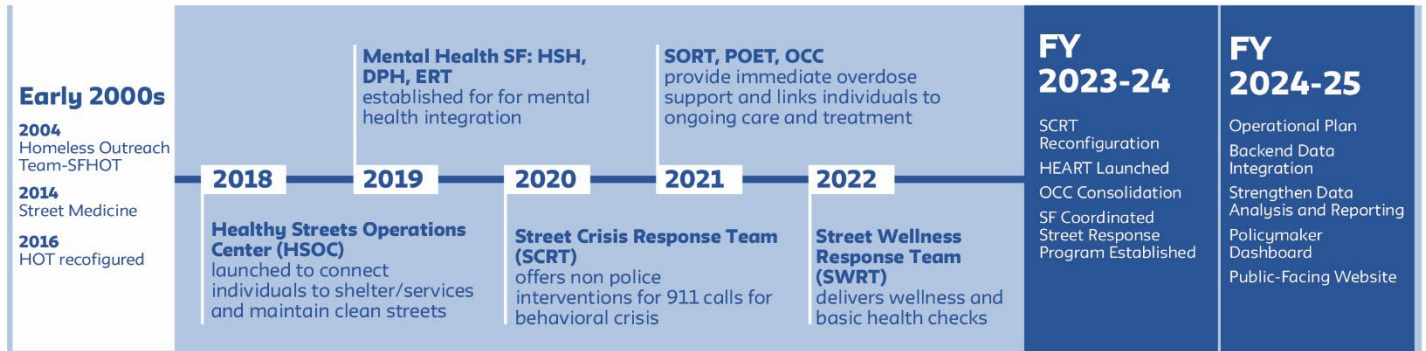 Early 2000s
2004
Homeless Outreach
Team-SFHOT
2014
Street Medicine
2016
HOT recofigured
2018
Healthy Streets Operations
Center (HSOC)
launched to connect
individuals to shelter/services
and maintain clean streets
Mental Health SF: HSH,
DPH, ERT
established for for mental
health integration
2019
2020
Street Crisis Response Team
(SCRT)
offers non police
interventions for 911 calls for
behavioral crisis
SORT, POET, OCC
provide immediate overdose
support and links individuals to
ongoing care and treatment
2021
2022
Street Wellness
Response Team
(SWRT)
delivers wellness and
basic health checks
FY
2023-24
SCRT
Reconfiguration
HEART Launched
OCC Consolidation
SF Coordinated
Street Response
Program Established
FY
2024-25
Operational Plan
Backend Data
Integration
Strengthen Data
Analysis and Reporting
Policymaker
Dashboard
Public-Facing Website